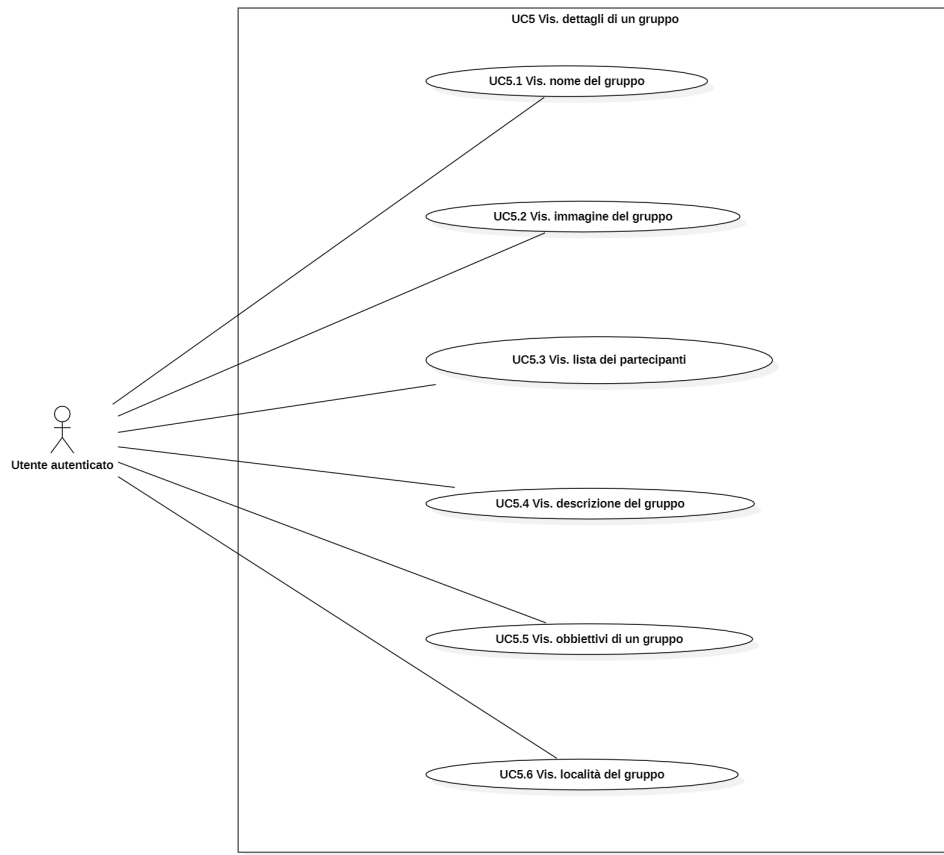 UC5 Vis. dettagli di un gruppo
UC5.1 Vis. nome del gruppo
UC5.2 Vis. immagine del gruppo
UC5.3 Vis. lista dei partecipanti
Utente autenticato
UC5.4 Vis. descrizione del gruppo
UC5.5 Vis. obbiettivi di un gruppo
UC5.6 Vis. località del gruppo